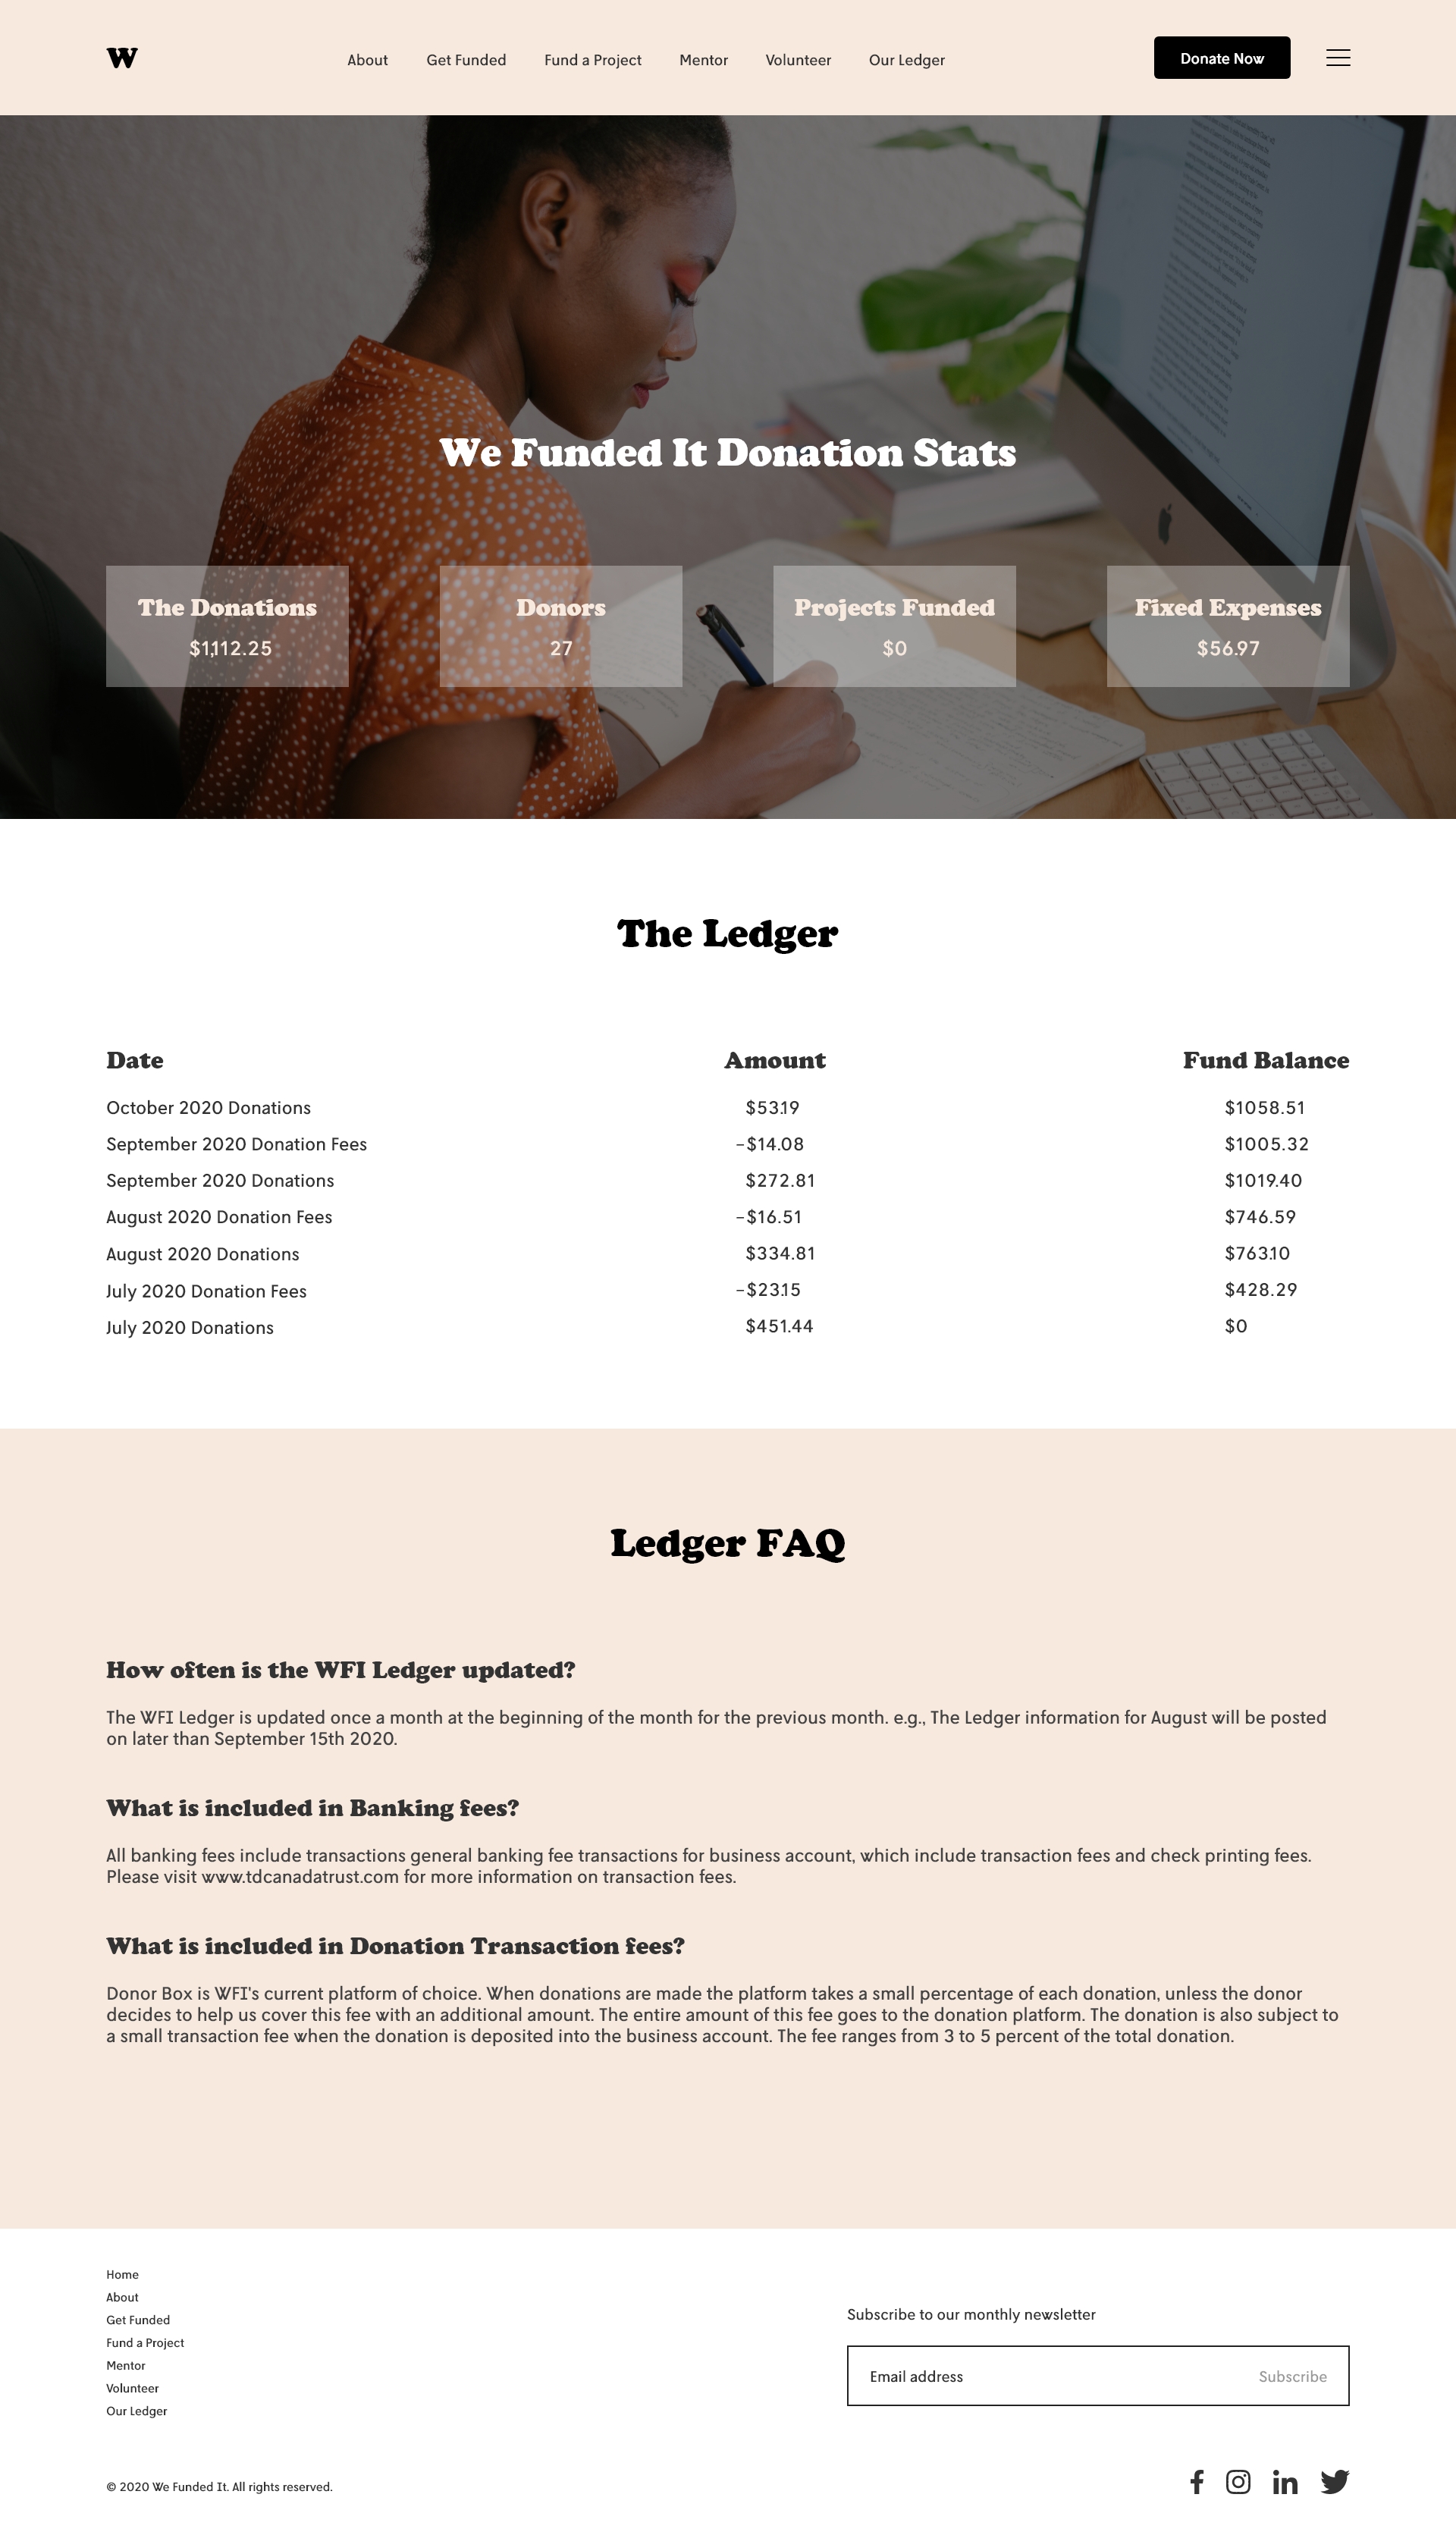 W
About Get Funded Fund a Project Mentor Volunteer Our Ledger Donate Now
We Funded It Donation Stats
The Donations Donors Projects Funded Fixed Expenses
$1,112.25 27 $0 $56.97
The Ledger
Date Amount Fund Balance
October 2020 Donations $53.19 $1058.51
September 2020 Donation Fees -$14.08 $1005.32
September 2020 Donations $272.81 $1019.40
August 2020 Donation Fees -$16.51 $746.59
August 2020 Donations $334.81 $763.10
July 2020 Donation Fees -$23.15 $428.29
July 2020 Donations $451.44 $0
Ledger FAQ
How often is the WFI Ledger updated?
The WFI Ledger is updated once a month at the beginning of the month for the previous month. e.g., The Ledger information for August will be posted
on later than September 15th 2020.
What is included in Banking fees?
All banking fees include transactions general banking fee transactions for business account, which include transaction fees and check printing fees.
Please visit www.tdcanadatrust.com for more information on transaction fees.
What is included in Donation Transaction fees?
Donor Box is WFI's current platform of choice. When donations are made the platform takes a small percentage of each donation, unless the donor
decides to help us cover this fee with an additional amount. The entire amount of this fee goes to the donation platform. The donation is also subject to
a small transaction fee when the donation is deposited into the business account. The fee ranges from 3 to 5 percent of the total donation.
Home
About
Get Funded
Fund a Project
Mentor
Volunteer
Our Ledger
Subscribe to our monthly newsletter
Email address Subscribe
© 2020 We Funded It. All rights reserved.